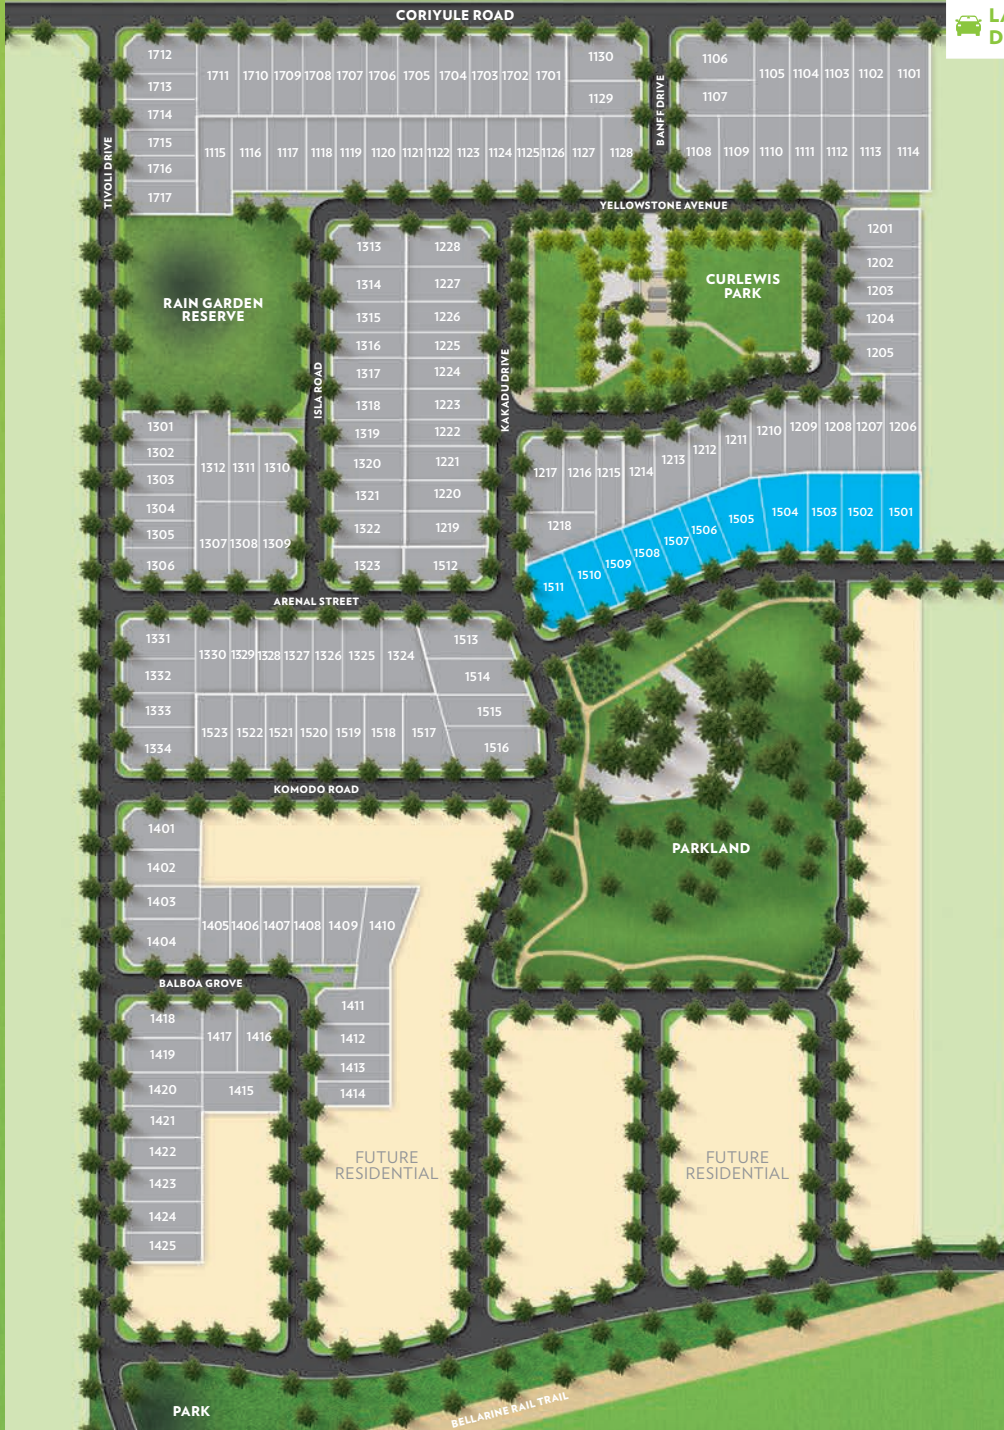 CORIYULE ROAD
LA
D
1712
1713
1714
1715
1716
1717
1711 1710 1709 1708 1707 1706 1705 1704 1703 1702 1701
1130
1129
1115 1116 1117 1118 1119 1120 1121 1122 1123 1124 1125 1126 1127 1128
TIVOLI DRIVE
BANFF DRIVE
1106
1107
1105 1104 1103 1102 1101
1108 1109 1110 1111 1112 1113 1114
YELLOWSTONE AVENUE
RAIN GARDEN
RESERVE
ISLA ROAD
1313 1228
1314 1227
1315 1226
1316 1225
1317 1224
1318 1223
1319 1222
1320 1221
1321 1220
1322 1219
1323 1512
KAKADU DRIVE
CURLEWIS
PARK
1201
1202
1203
1204
1205
1301
1302
1303
1304
1305
1306
1312 1311 1310
1307 1308 1309
1217 1216 1215 1214 1213 1212 1211 1210 1209 1208 1207 1206
1218
1511 1510 1509 1508 1507 1506 1505 1504 1503 1502 1501
ARENAL STREET
1331
1332
1333
1334
1330 1329 1328 1327 1326 1325 1324
1513
1514
1515
1516
1523 1522 1521 1520 1519 1518 1517
KOMODO ROAD
PARKLAND
1401
1402
1403
1404
1405 1406 1407 1408 1409 1410
BALBOA GROVE
1411
1412
1413
1414
1418
1419
1420
1421
1422
1423
1424
1425
1417 1416
1415
FUTURE
RESIDENTIAL
FUTURE
RESIDENTIAL
PARK
BELLARINE RAIL TRAIL